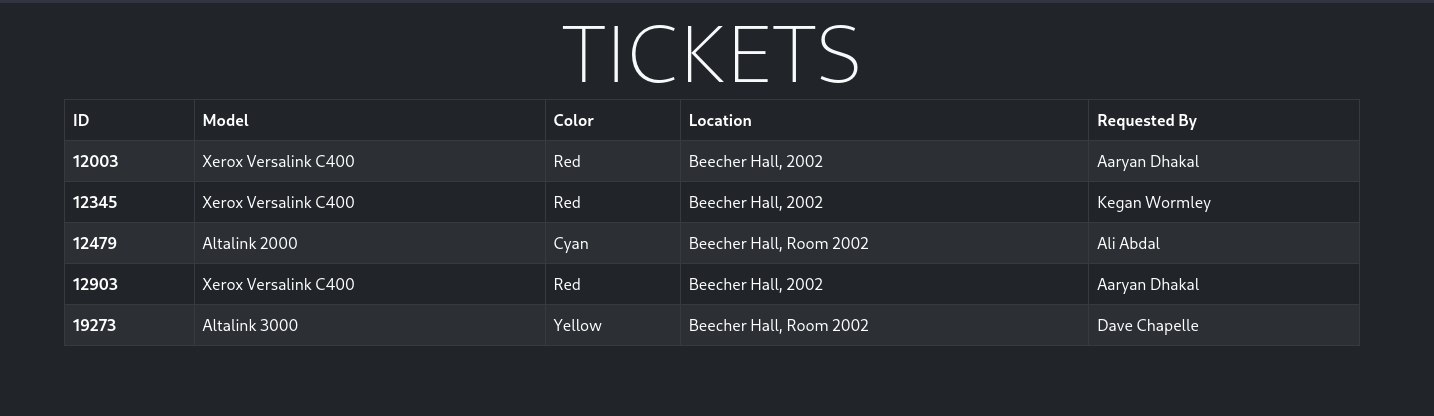 TICKETS
ID Model Color Location Requested By
12003 Xerox Versalink C400 Red Beecher Hall, 2002 Aaryan Dhakal
12345 Xerox Versalink C400 Red Beecher Hall, 2002 Kegan Wormley
12479 Altalink 2000 Cyan Beecher Hall, Room 2002 Ali Abdal
12903 Xerox Versalink C400 Red Beecher Hall, 2002 Aaryan Dhakal
19273 Altalink 3000 Yellow Beecher Hall, Room 2002 Dave Chapelle